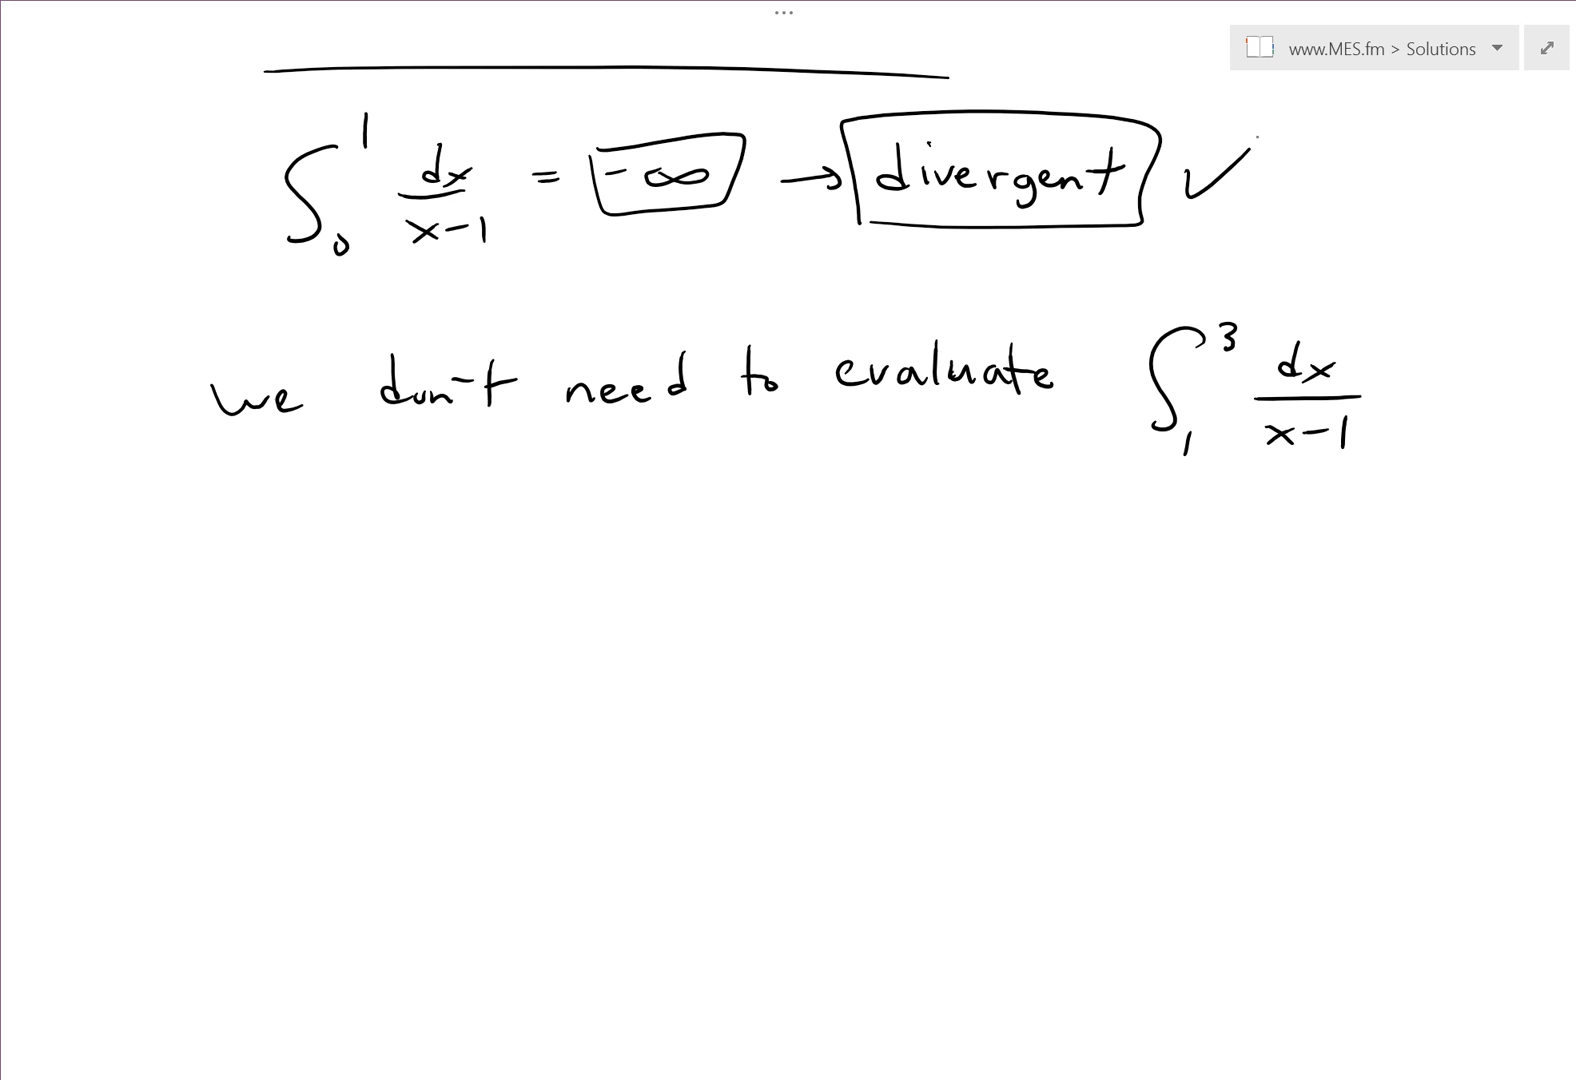 www.MES.fm > Solutions
∫₀¹ dx/(x-1) = -∞ → divergent ✓
we don't need to evaluate ∫₁³ dx/(x-1)